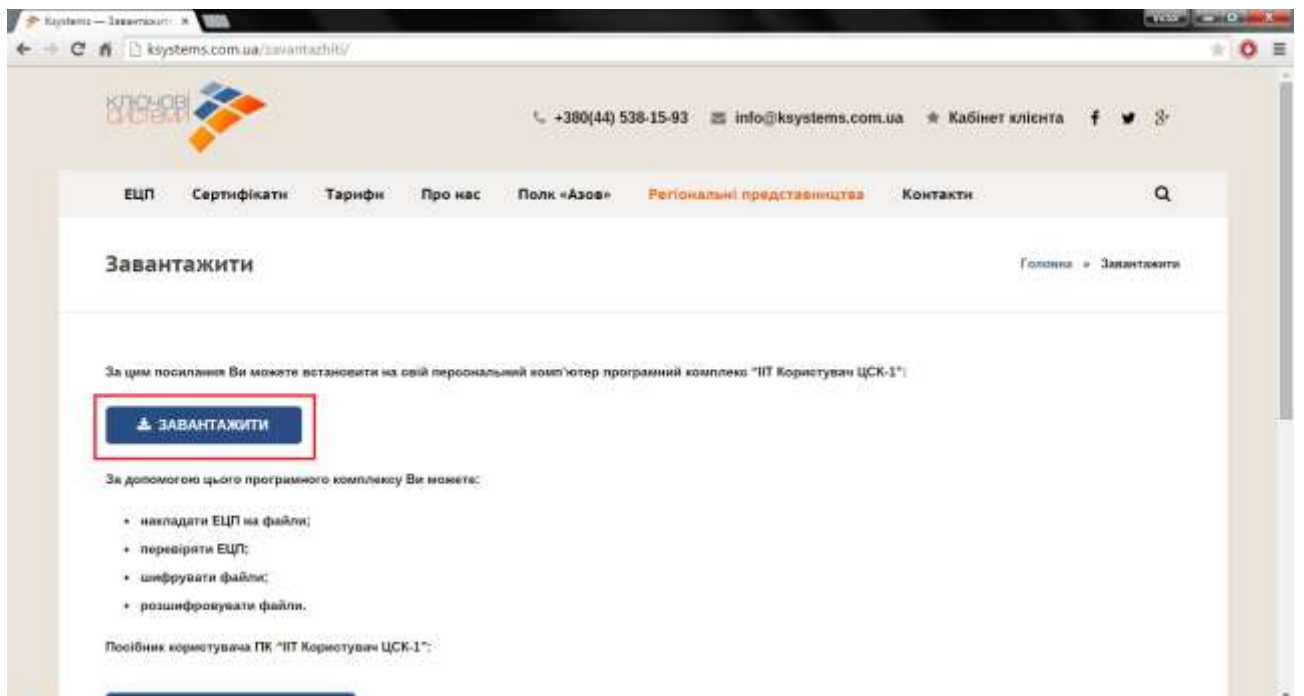 Ksystems — Завантажит
ksystems.com.ua/zavantazhiti/
КЛЮЧОВІ
СИСТЕМИ
+380(44) 538-15-93 info@ksystems.com.ua Кабінет клієнта
ЕЦП Сертифікати Тарифи Про нас Полк «Азов» Регіональні представництва Контакти
Завантажити
Головна » Завантажити
За цим посилання Ви можете встановити на свій персональний комп'ютер програмний комплекс "ІІТ Користувач ЦСК-1":
ЗАВАНТАЖИТИ
За допомогою цього програмного комплексу Ви можете:
• накладати ЕЦП на файли;
• перевіряти ЕЦП;
• шифрувати файли;
• розшифровувати файли.
Посібник користувача ПК "ІІТ Користувач ЦСК-1":